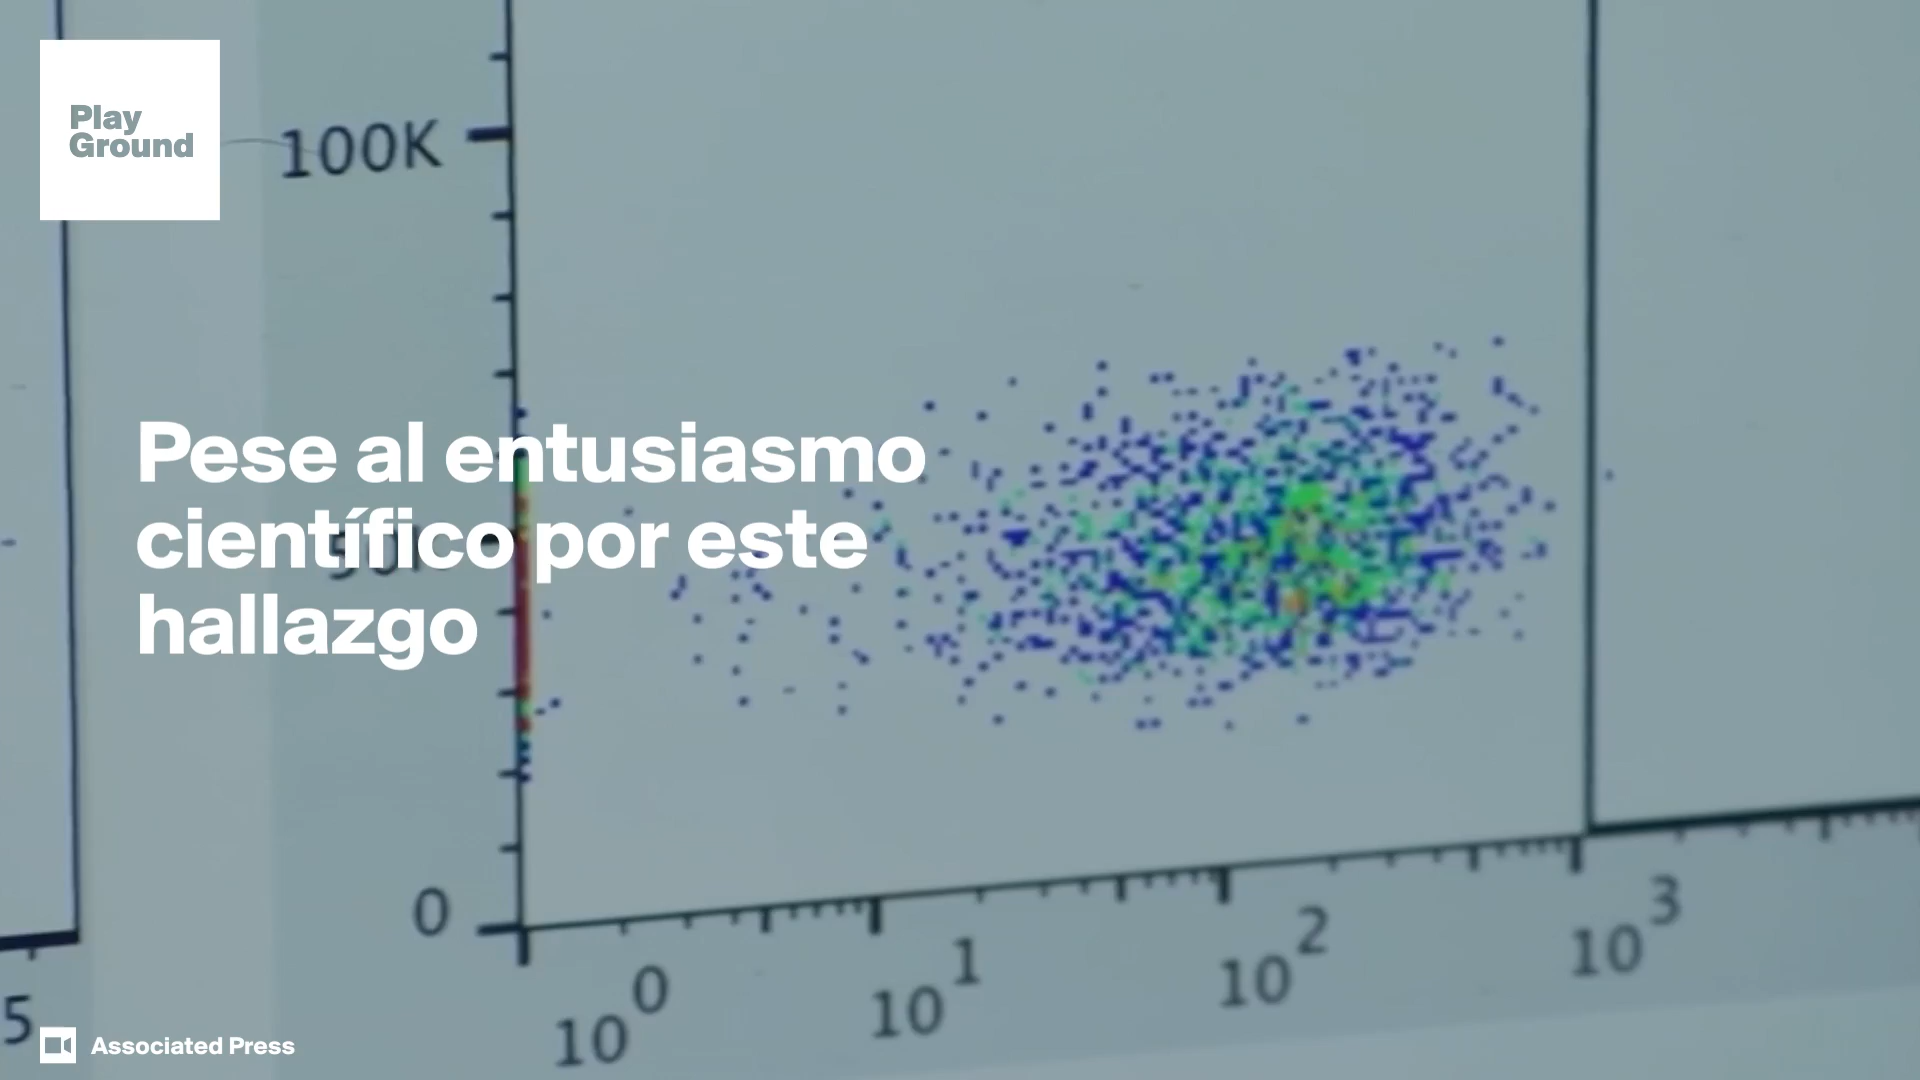 Play
Ground
100K
Pese al entusiasmo
científico por este
hallazgo
0
10 0
10 1
10 2
10 3
5
Associated Press